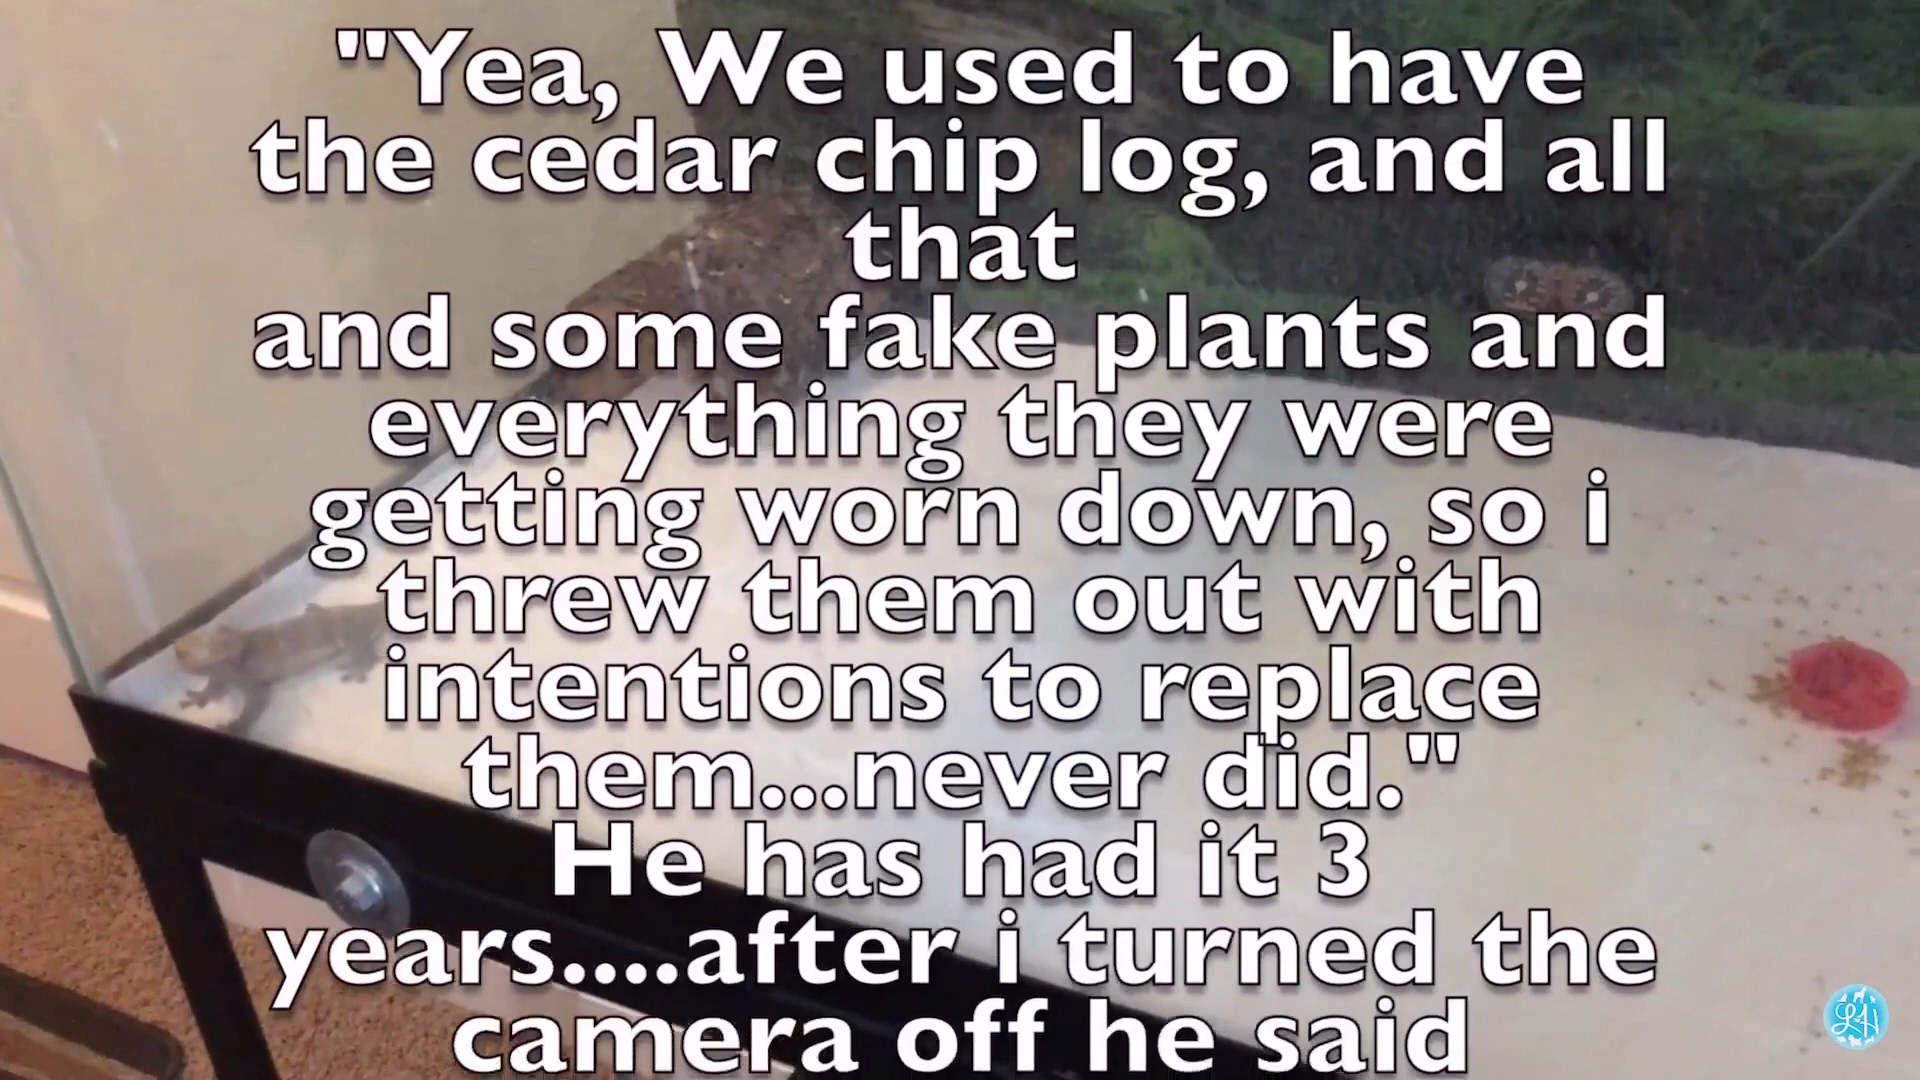 "Yea, We used to have
the cedar chip log, and all
that
and some fake plants and
everything they were
getting worn down, so i
threw them out with
intentions to replace
them...never did."
He has had it 3
years....after i turned the
camera off he said